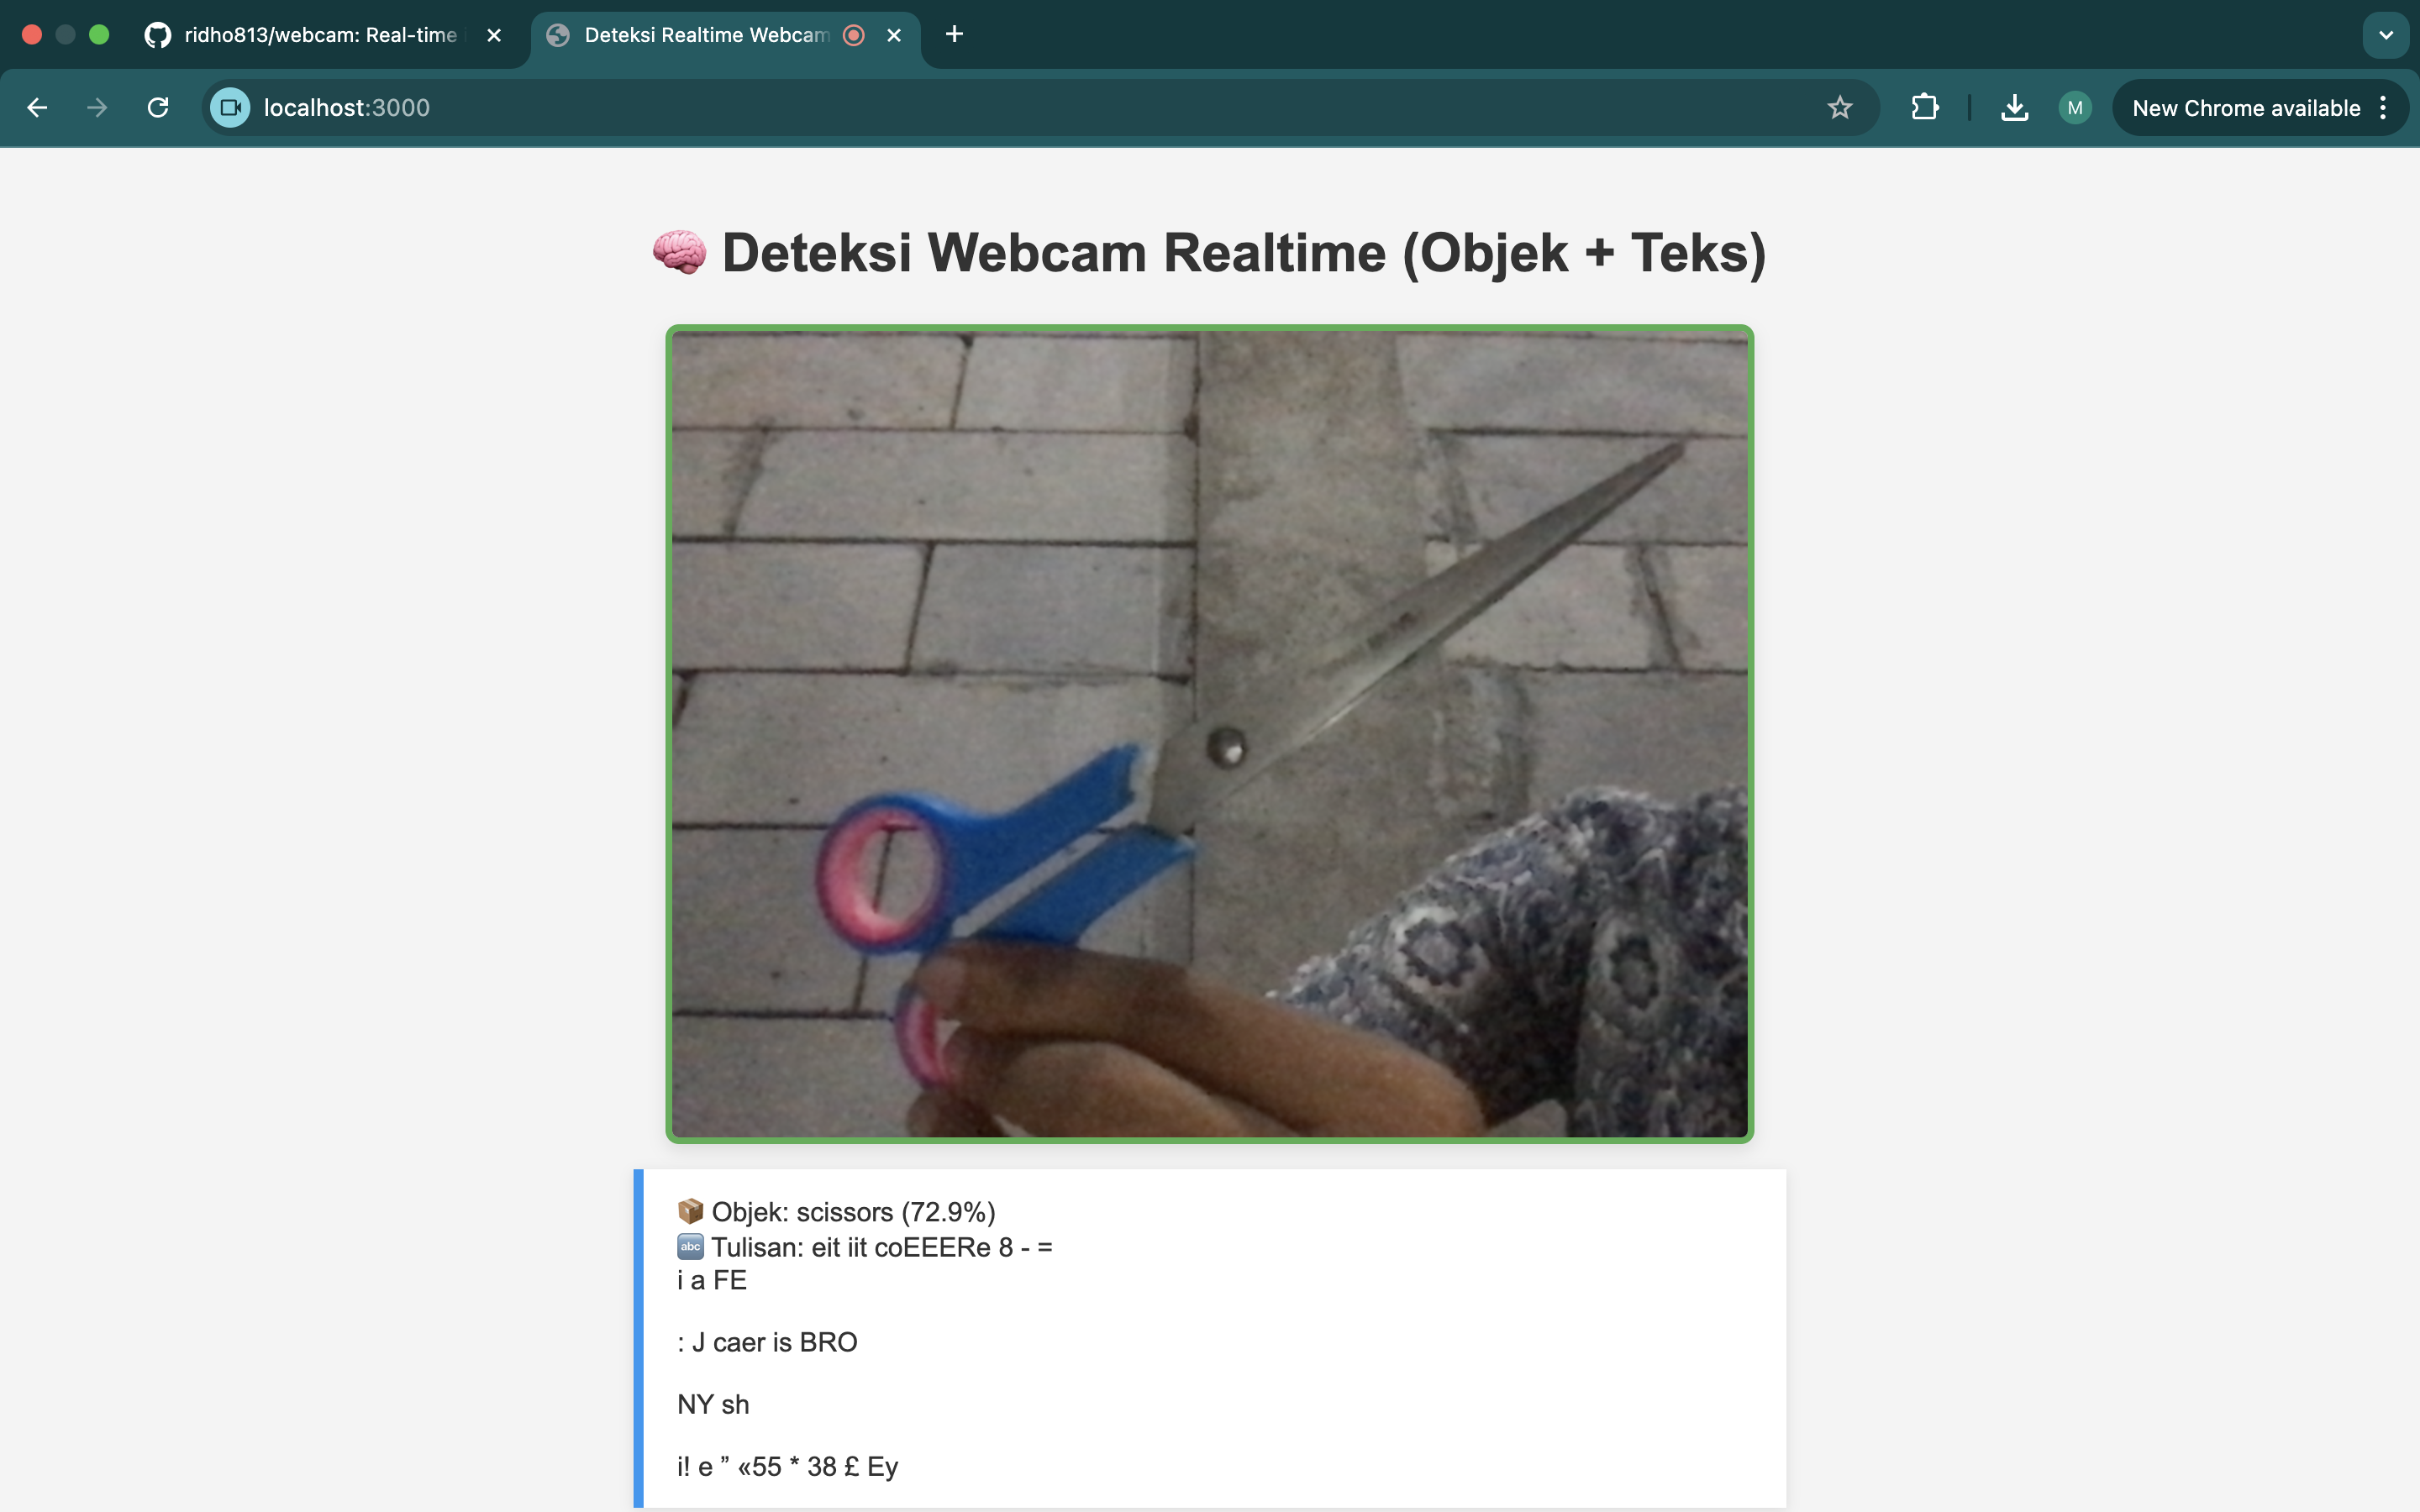 ridho813/webcam: Real-time
Deteksi Realtime Webcam
localhost:3000
M
New Chrome available
🧠 Deteksi Webcam Realtime (Objek + Teks)
📦 Objek: scissors (72.9%)
🔤 Tulisan: eit iit coEEERe 8 - =
i a FE
: J caer is BRO
NY sh
i! e ” «55 * 38 £ Ey